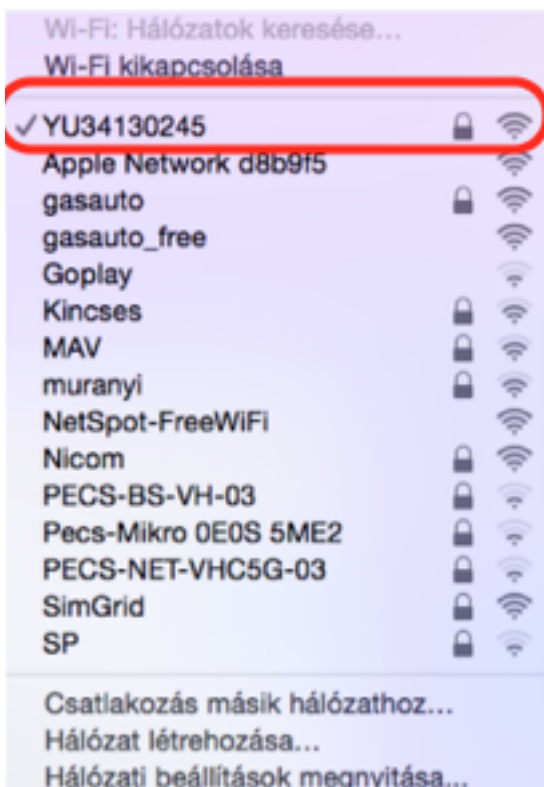 Wi-Fi: Hálózatok keresése...
Wi-Fi kikapcsolása
YU34130245
Apple Network d8b9f5
gasauto
gasauto_free
Goplay
Kincses
MAV
muranyi
NetSpot-FreeWiFi
Nicom
PECS-BS-VH-03
Pecs-Mikro 0E0S 5ME2
PECS-NET-VHC5G-03
SimGrid
SP
Csatlakozás másik hálózathoz...
Hálózat létrehozása...
Hálózati beállítások megnyitása...